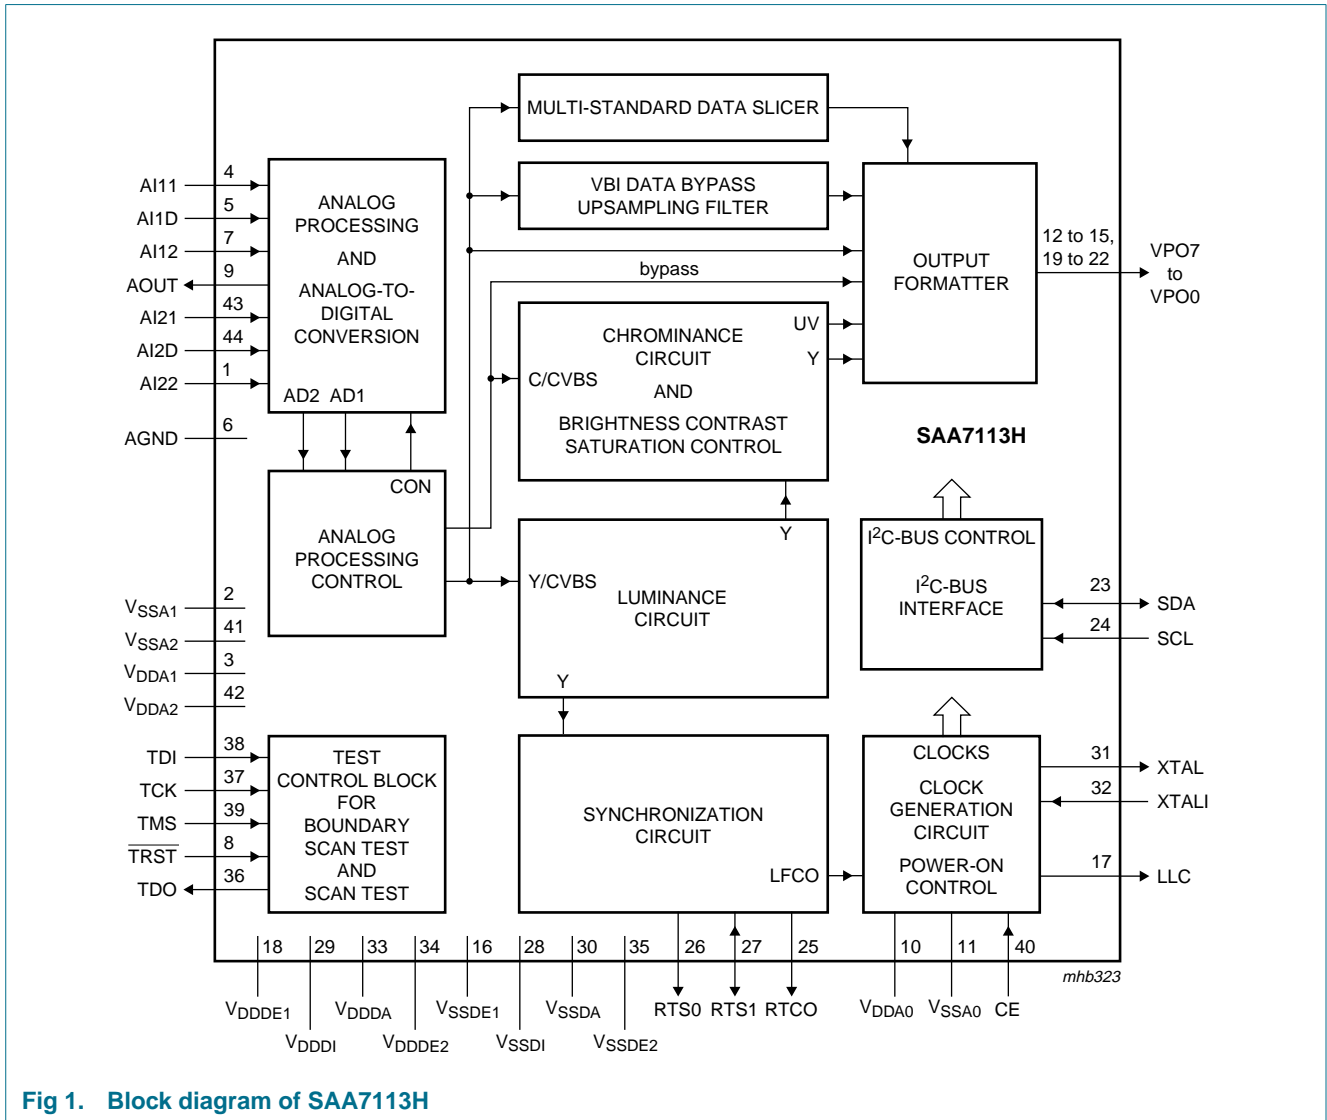 MULTI-STANDARD DATA SLICER
VBI DATA BYPASS
UPSAMPLING FILTER
AI11 4
AI1D 5
AI12 7
AOUT 9
AI21 43
AI2D 44
AI22 1
AGND 6
ANALOG
PROCESSING
AND
ANALOG-TO-
DIGITAL
CONVERSION
AD2 AD1
bypass
OUTPUT
FORMATTER
12 to 15,
19 to 22
VPO7
to
VPO0
CHROMINANCE
CIRCUIT
AND
BRIGHTNESS CONTRAST
SATURATION CONTROL
UV
Y
C/CVBS
SAA7113H
CON
ANALOG
PROCESSING
CONTROL
Y
Y/CVBS
LUMINANCE
CIRCUIT
Y
I²C-BUS CONTROL
I²C-BUS
INTERFACE
23 SDA
24 SCL
VSSA1 2
VSSA2 41
VDDA1 3
VDDA2 42
TDI 38
TCK 37
TMS 39
TRST 8
TDO 36
TEST
CONTROL BLOCK
FOR
BOUNDARY
SCAN TEST
AND
SCAN TEST
SYNCHRONIZATION
CIRCUIT
LFCO
CLOCKS
CLOCK
GENERATION
CIRCUIT
POWER-ON
CONTROL
31 XTAL
32 XTALI
17 LLC
18 29 33 34 16 28 30 35 26 27 25 10 11 40
mhb323
VDDDE1 VDDDA VSSDE1 VSSDA RTS0 RTS1 RTCO VDDA0 VSSA0 CE
VDDDI VDDDE2 VSSDI VSSDE2
Fig 1. Block diagram of SAA7113H